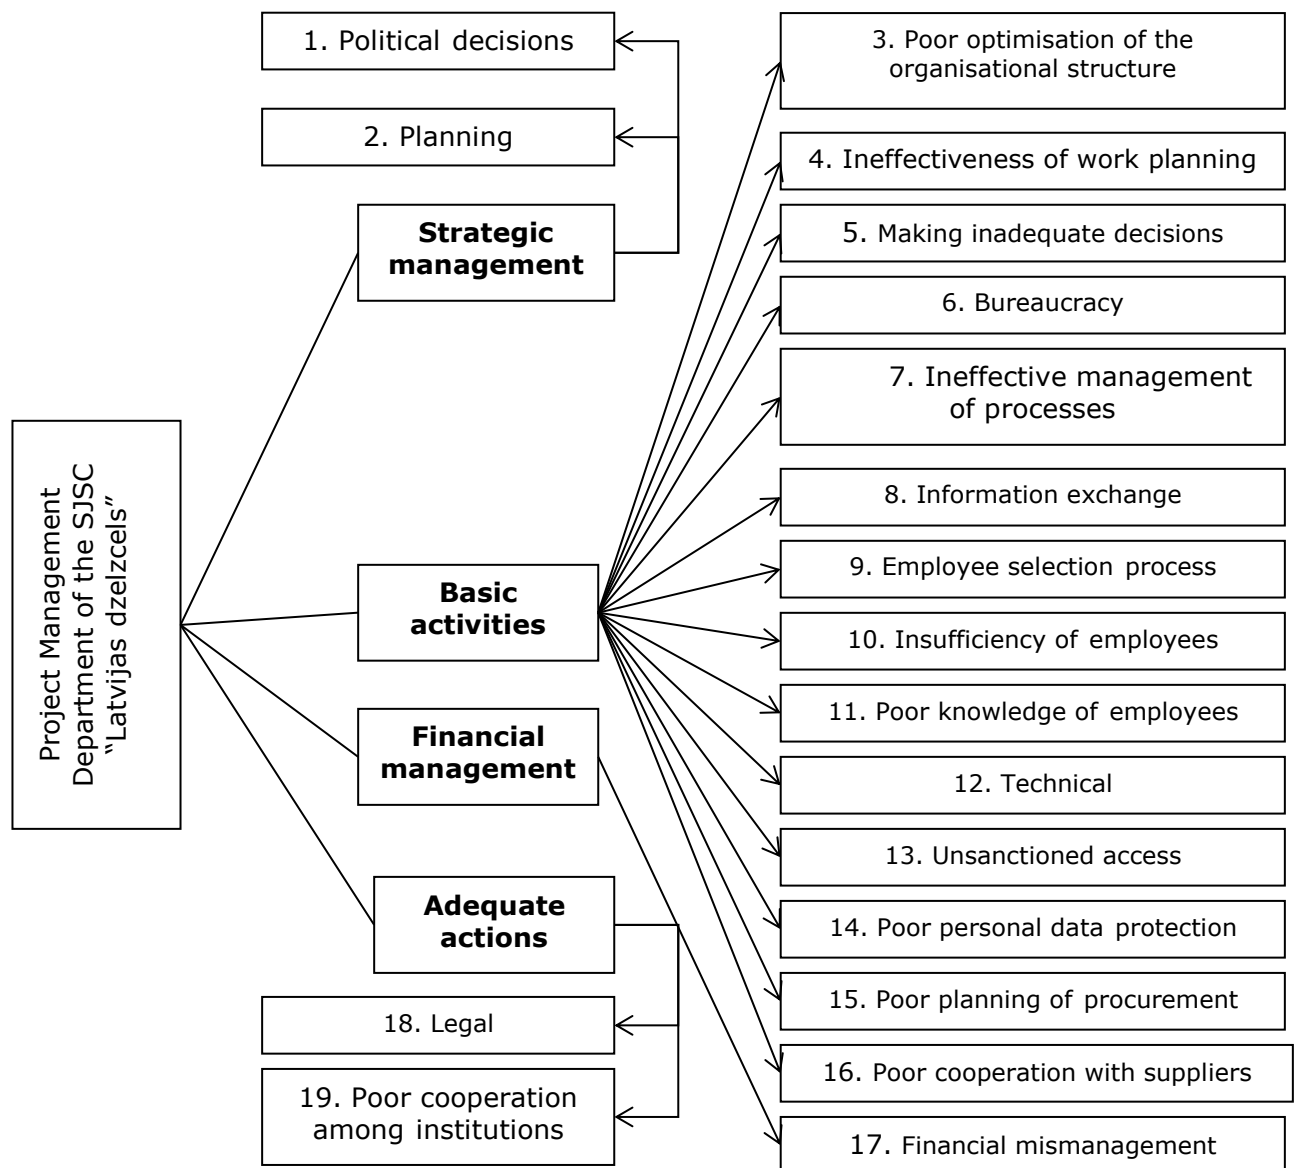 1. Political decisions
2. Planning
Strategic
management
Project Management
Department of the SJSC
“Latvijas dzelzcels”
Basic
activities
Financial
management
Adequate
actions
18. Legal
19. Poor cooperation
among institutions
3. Poor optimisation of the
organisational structure
4. Ineffectiveness of work planning
5. Making inadequate decisions
6. Bureaucracy
7. Ineffective management
of processes
8. Information exchange
9. Employee selection process
10. Insufficiency of employees
11. Poor knowledge of employees
12. Technical
13. Unsanctioned access
14. Poor personal data protection
15. Poor planning of procurement
16. Poor cooperation with suppliers
17. Financial mismanagement